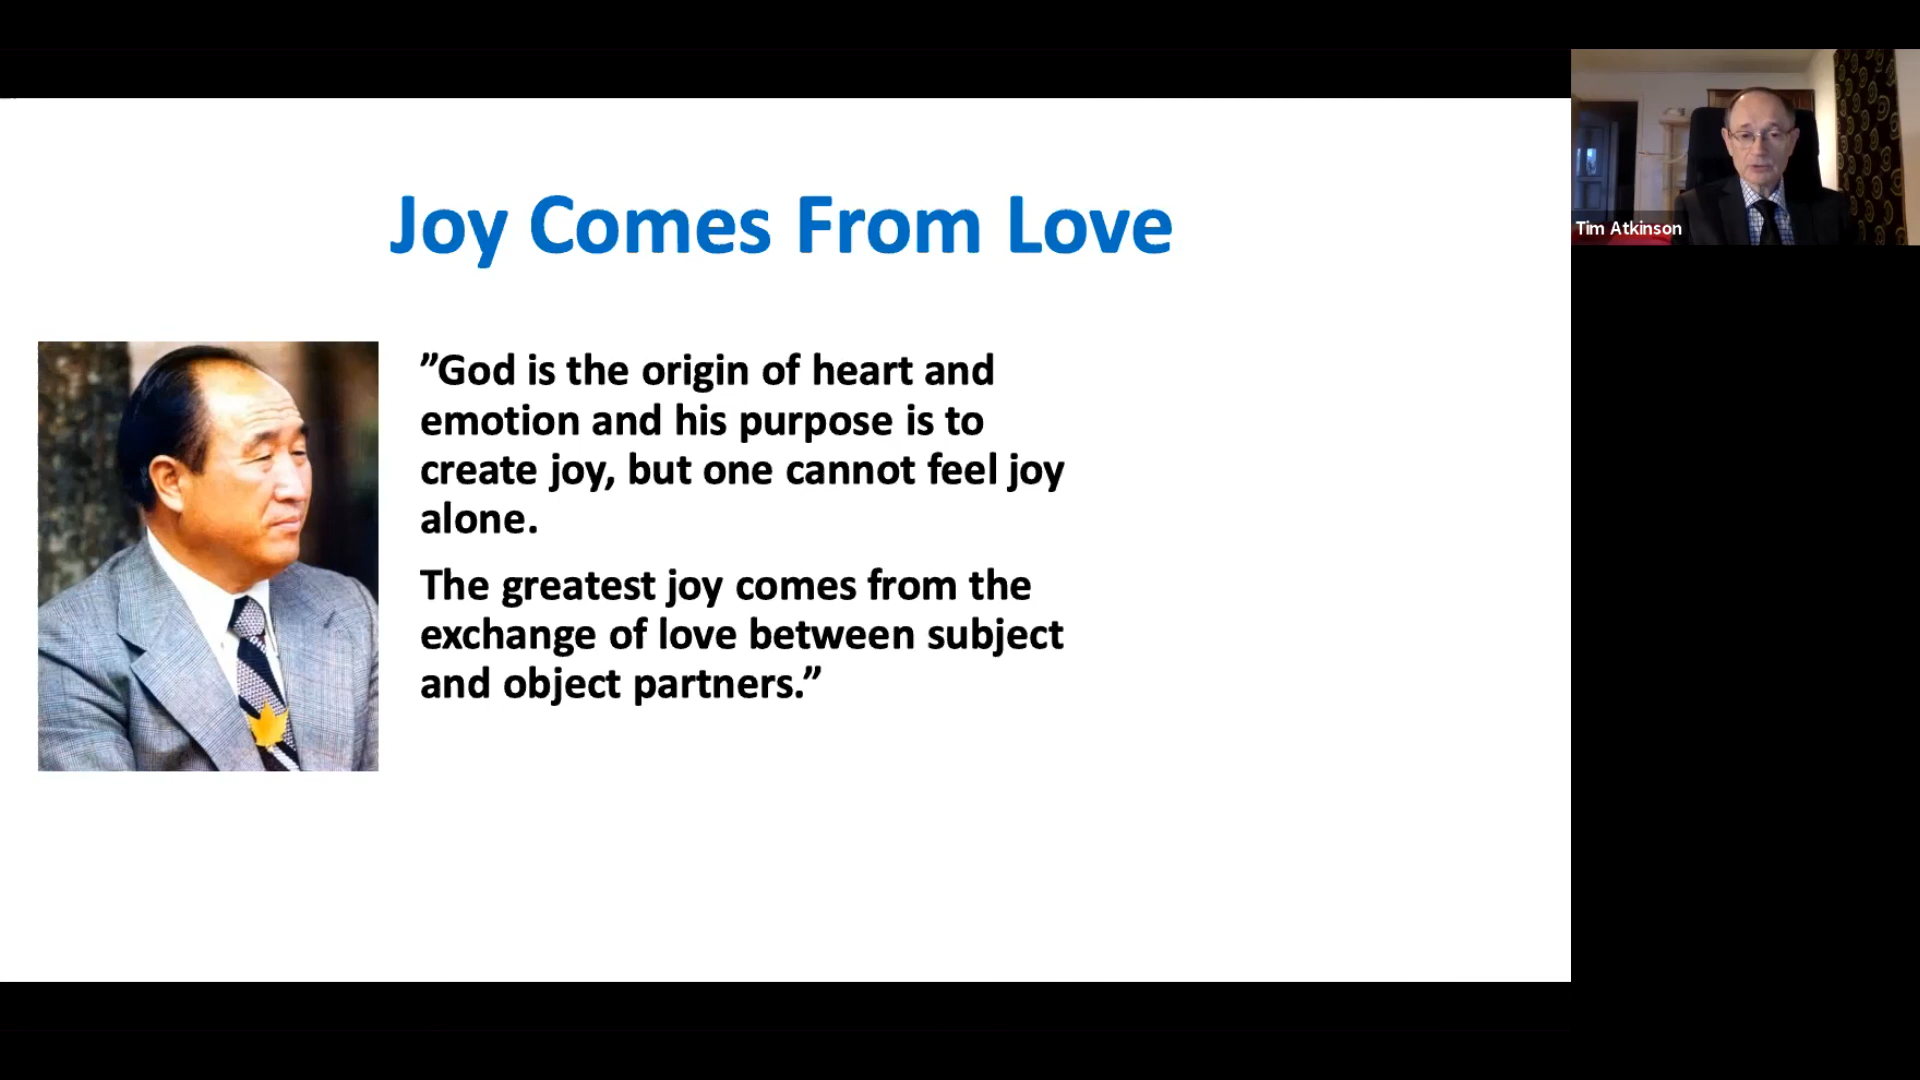 Joy Comes From Love
”God is the origin of heart and
emotion and his purpose is to
create joy, but one cannot feel joy
alone.
The greatest joy comes from the
exchange of love between subject
and object partners.”
Tim Atkinson